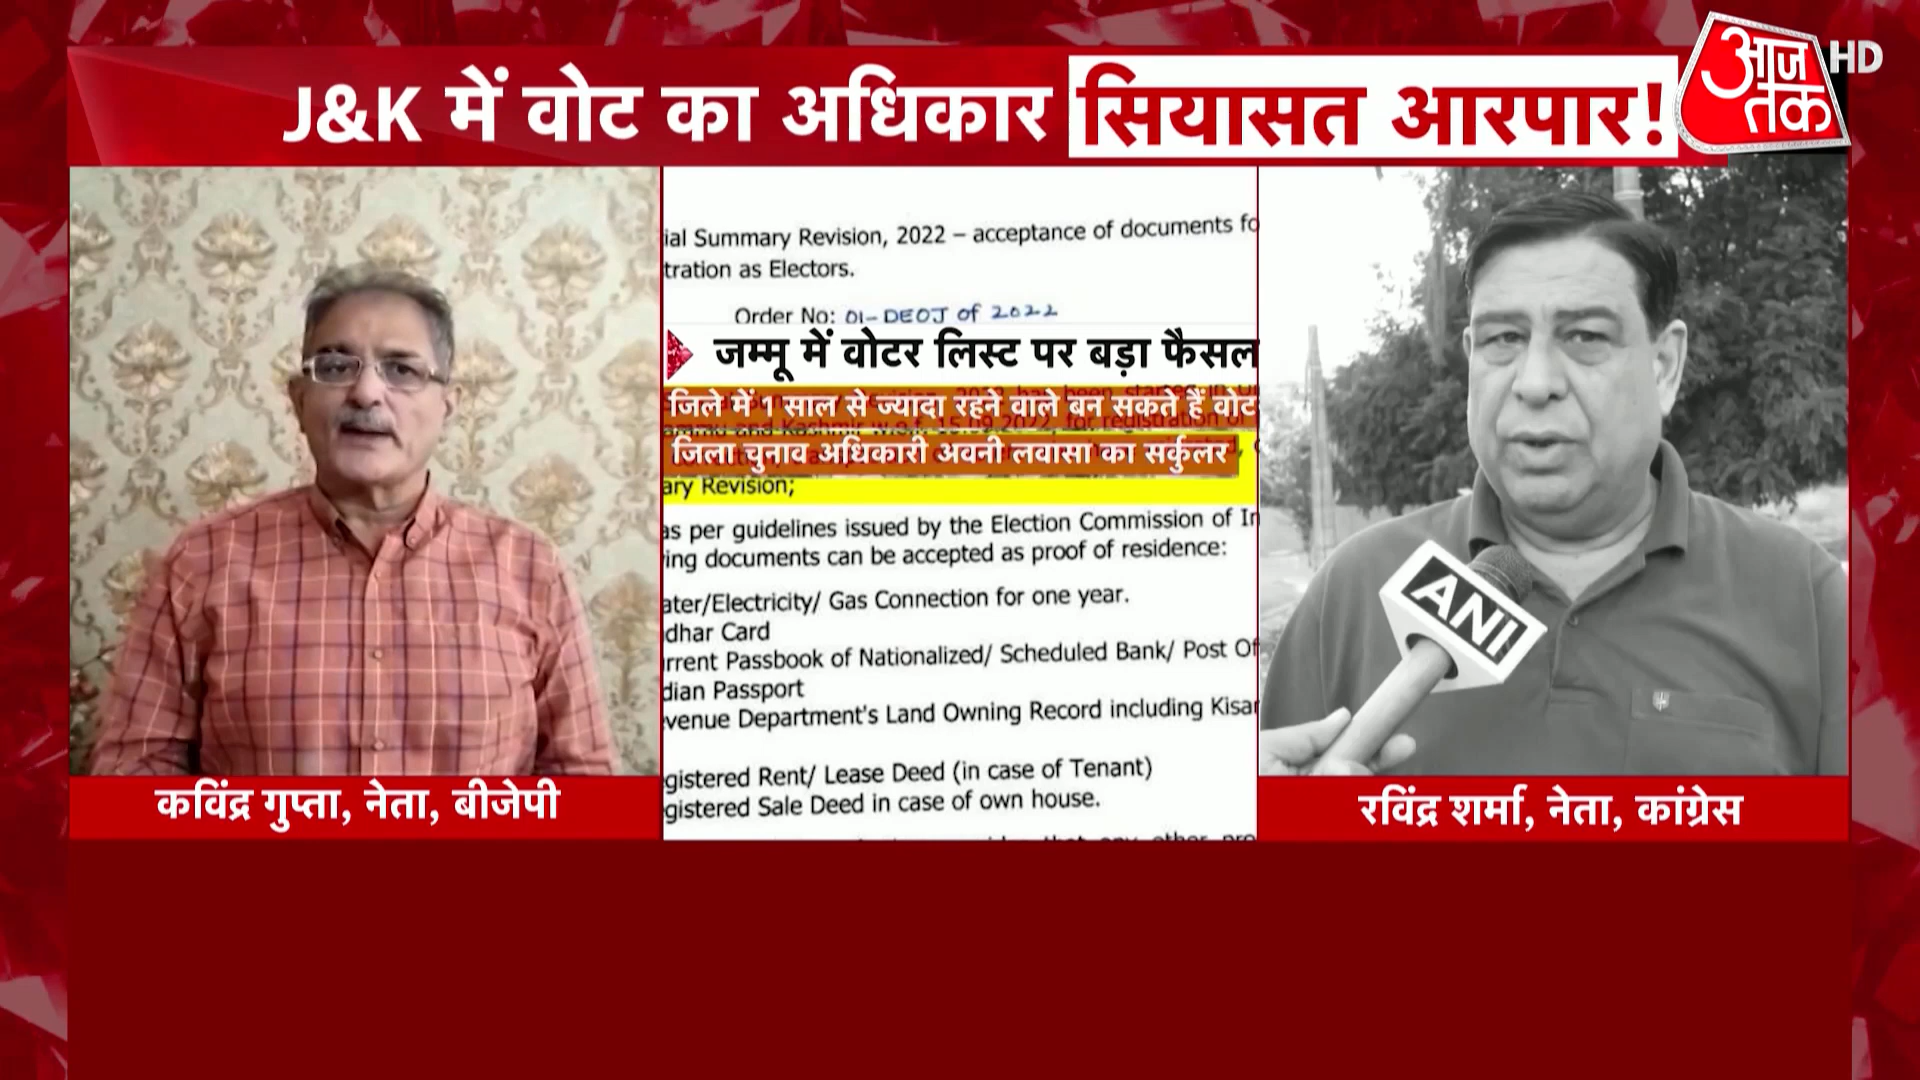 J&K में वोट का अधिकार सियासत आरपार!
आज तक HD
ial Summary Revision, 2022 – acceptance of documents fo
tration as Electors.
Order No: 01-DEOJ of 2022
जम्मू में वोटर लिस्ट पर बड़ा फैसल
जिले में 1 साल से ज्यादा रहने वाले बन सकते हैं वोट
जिला चुनाव अधिकारी अवनी लवासा का सर्कुलर
ary Revision;
as per guidelines issued by the Election Commission of In
ing documents can be accepted as proof of residence:
ater/Electricity/ Gas Connection for one year.
dhar Card
rrent Passbook of Nationalized/ Scheduled Bank/ Post Of
dian Passport
venue Department's Land Owning Record including Kisan
gistered Rent/ Lease Deed (in case of Tenant)
gistered Sale Deed in case of own house.
ANI
कविंद्र गुप्ता, नेता, बीजेपी
रविंद्र शर्मा, नेता, कांग्रेस